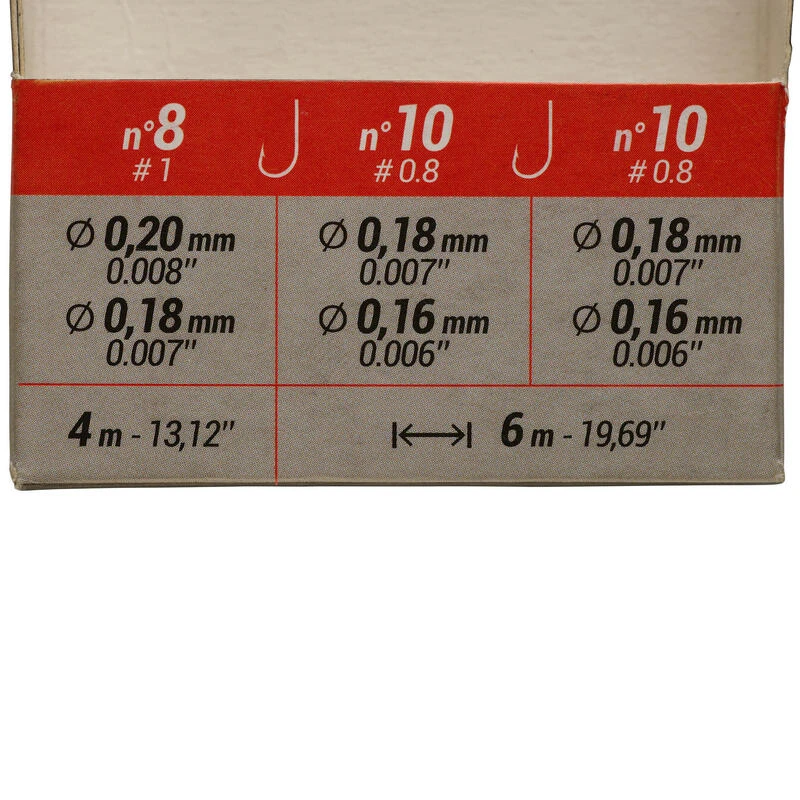 n°8 n°10 n°10
# 1 # 0.8 # 0.8
Ø 0,20 mm Ø 0,18 mm Ø 0,18 mm
0.008" 0.007" 0.007"
Ø 0,18 mm Ø 0,16 mm Ø 0,16 mm
0.007" 0.006" 0.006"
4 m - 13,12" 6 m - 19,69"